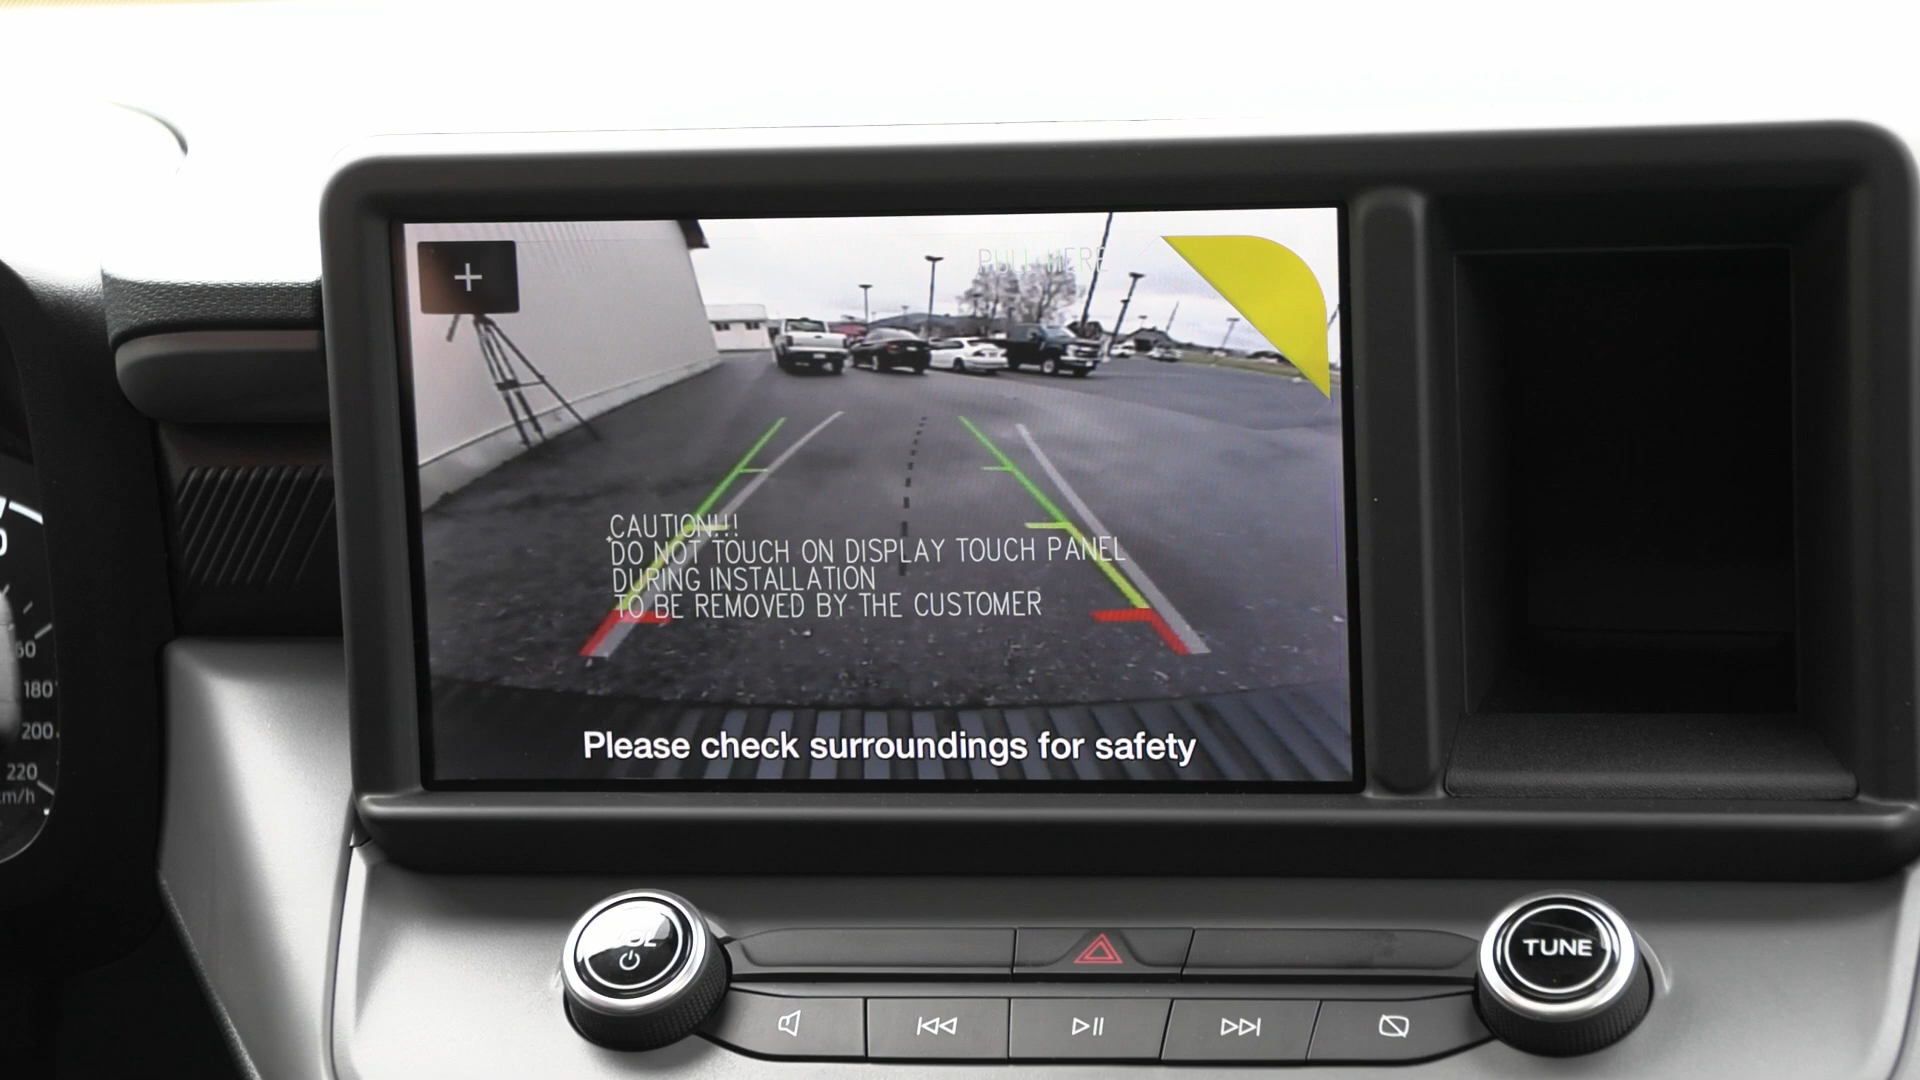 PULL HERE
CAUTION!!!
DO NOT TOUCH ON DISPLAY TOUCH PANEL
DURING INSTALLATION
TO BE REMOVED BY THE CUSTOMER
Please check surroundings for safety
180
200
220
km/h
VOL
TUNE